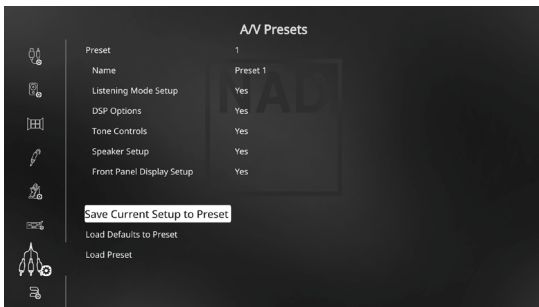 A/V Presets
Preset 1
Name Preset 1
Listening Mode Setup Yes
DSP Options Yes
Tone Controls Yes
Speaker Setup Yes
Front Panel Display Setup Yes
Save Current Setup to Preset
Load Defaults to Preset
Load Preset
NAD